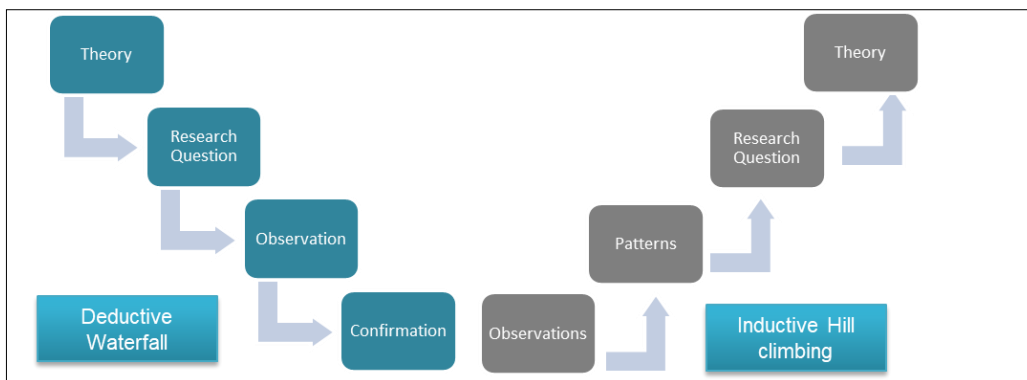 Theory
Research
Question
Observation
Confirmation
Deductive
Waterfall
Theory
Research
Question
Patterns
Observations
Inductive Hill
climbing